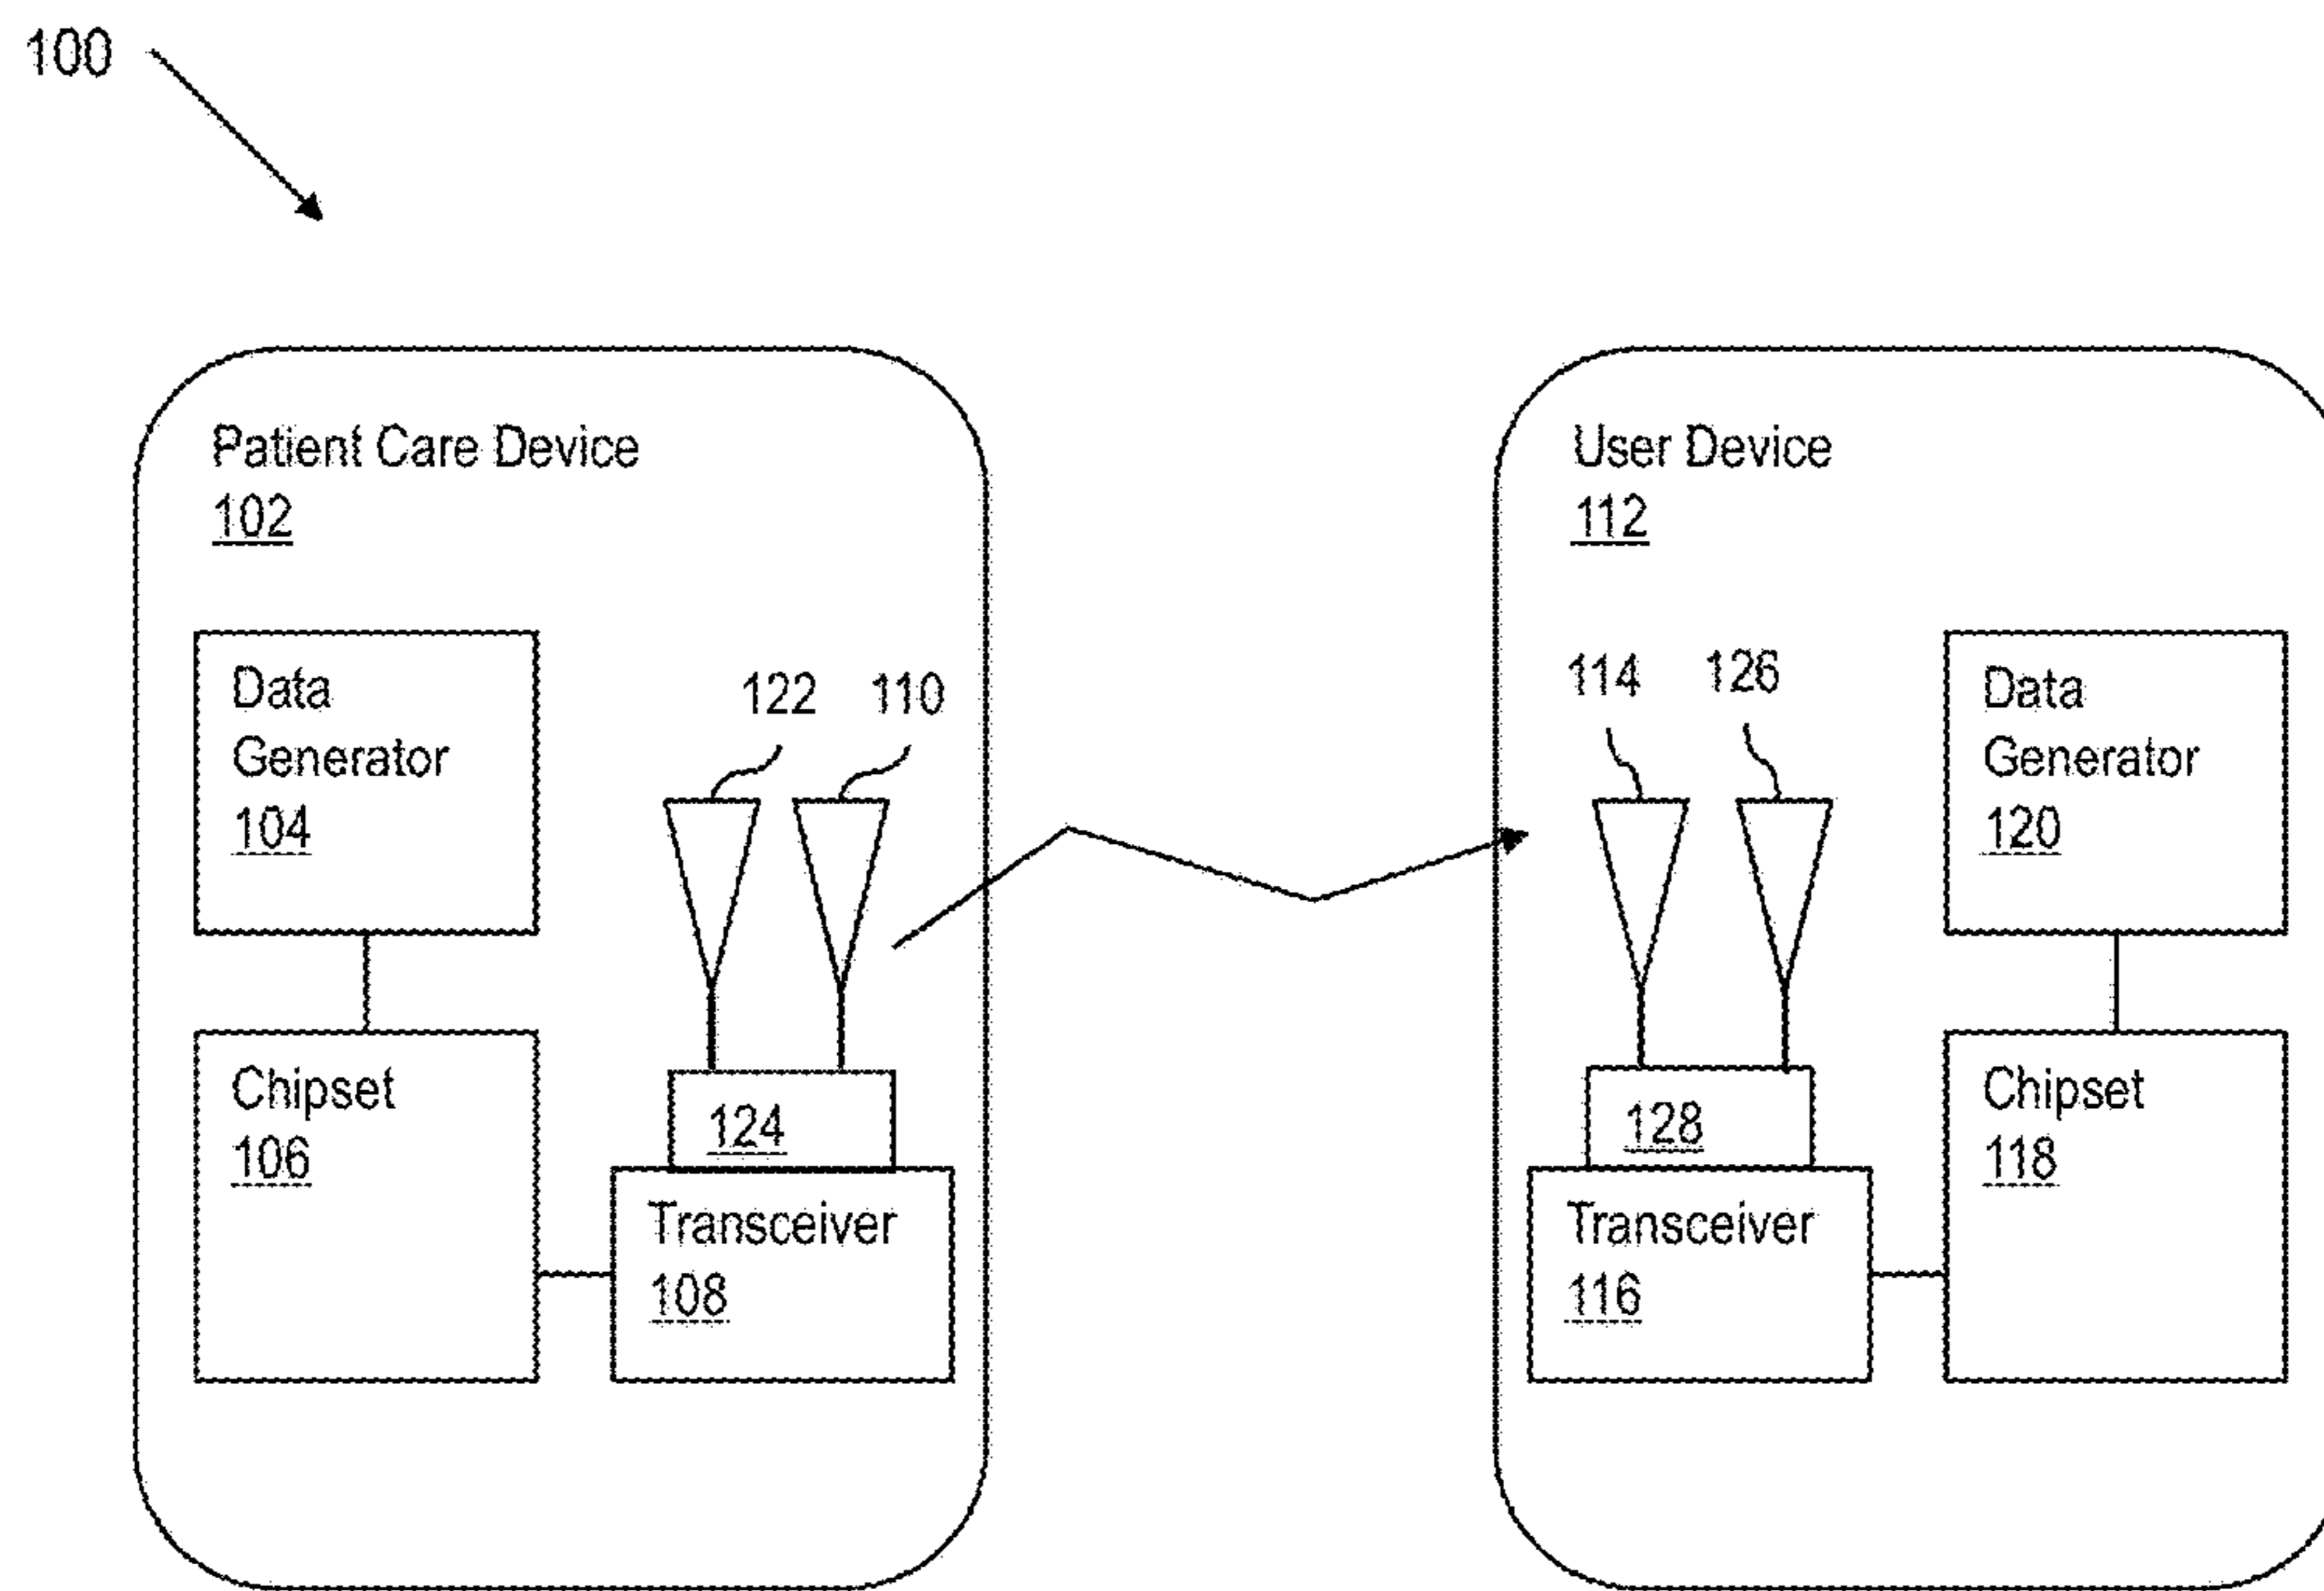 100
Patient Care Device
102
Data
Generator
104
122
110
Chipset
106
124
Transceiver
108
User Device
112
114
126
Data
Generator
120
128
Transceiver
116
Chipset
118